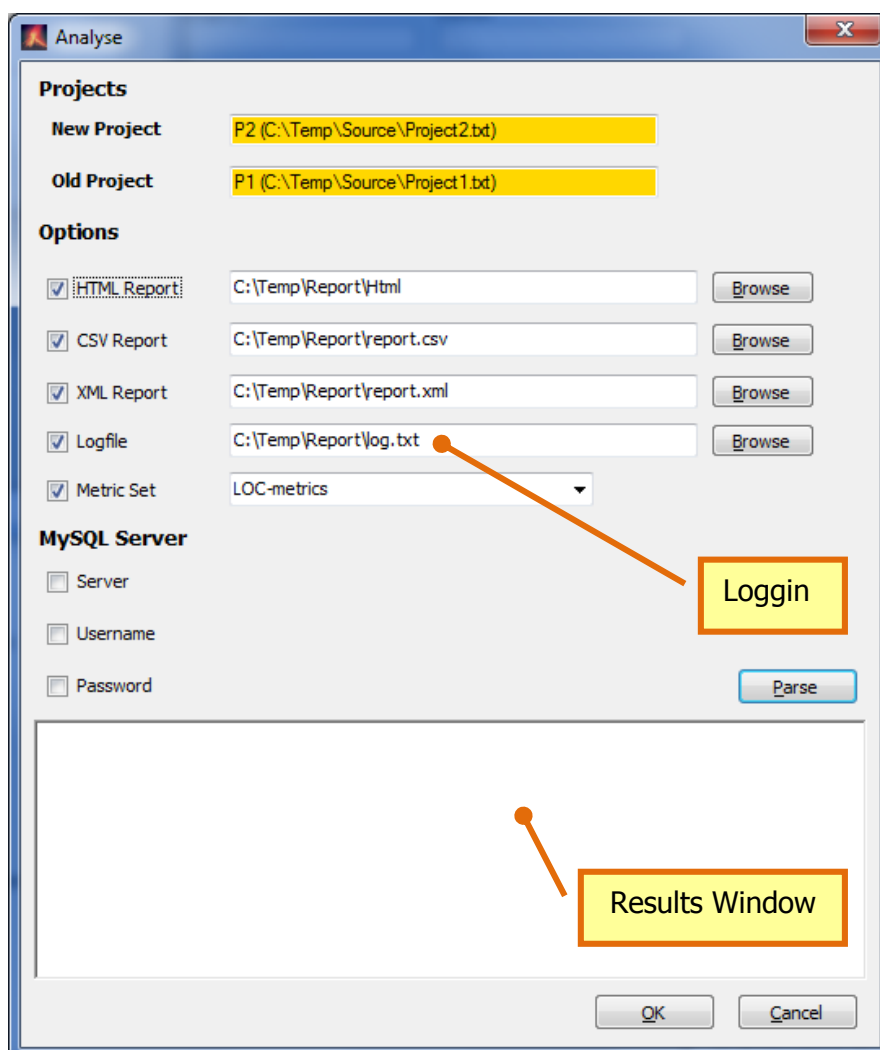 Analyse
Projects
New Project P2 (C:\Temp\Source\Project2.txt)
Old Project P1 (C:\Temp\Source\Project1.txt)
Options
HTML Report C:\Temp\Report\Html Browse
CSV Report C:\Temp\Report\report.csv Browse
XML Report C:\Temp\Report\report.xml Browse
Logfile C:\Temp\Report\log.txt Browse
Metric Set LOC-metrics
MySQL Server
Server
Loggin
Username
Password Parse
Results Window
OK Cancel